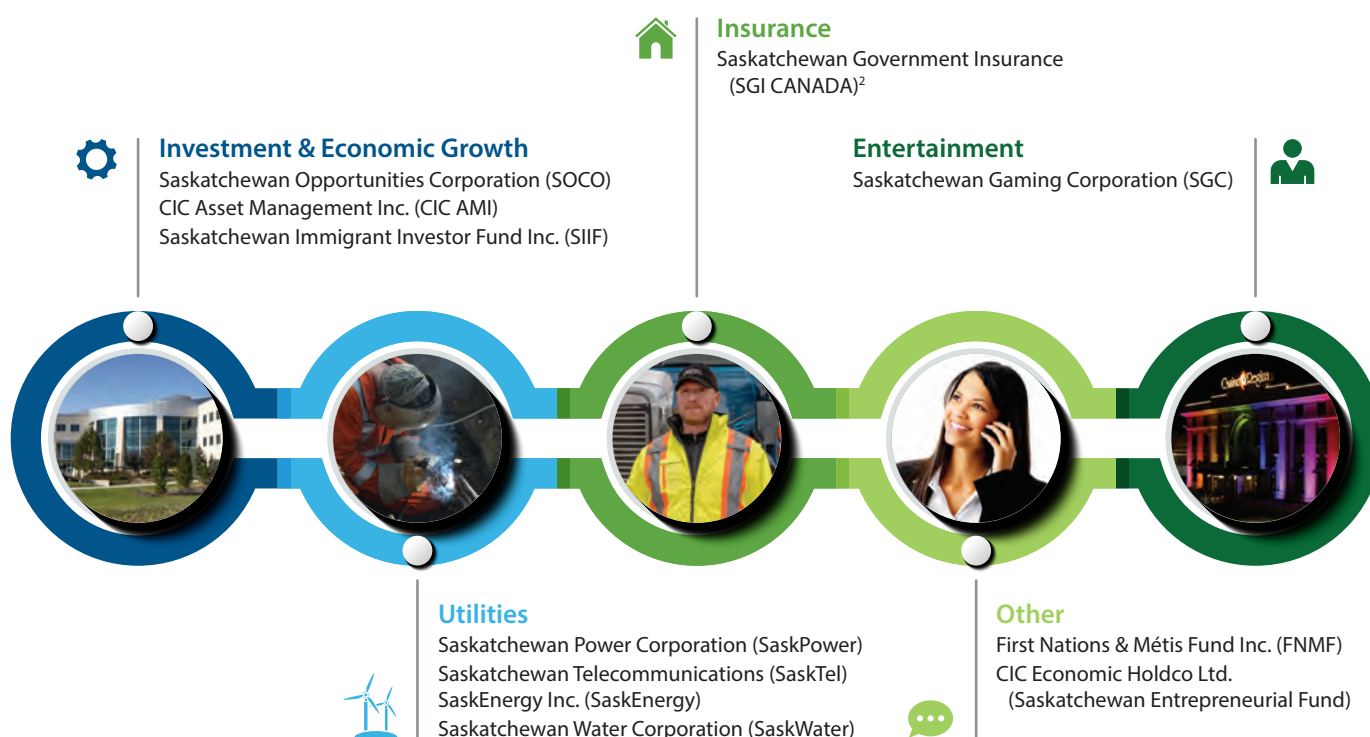 Insurance
Saskatchewan Government Insurance
(SGI CANADA)²
Investment & Economic Growth
Saskatchewan Opportunities Corporation (SOCO)
CIC Asset Management Inc. (CIC AMI)
Saskatchewan Immigrant Investor Fund Inc. (SIIF)
Entertainment
Saskatchewan Gaming Corporation (SGC)
Casino Regina
Utilities
Saskatchewan Power Corporation (SaskPower)
Saskatchewan Telecommunications (SaskTel)
SaskEnergy Inc. (SaskEnergy)
Saskatchewan Water Corporation (SaskWater)
Other
First Nations & Métis Fund Inc. (FNMF)
CIC Economic Holdco Ltd.
(Saskatchewan Entrepreneurial Fund)